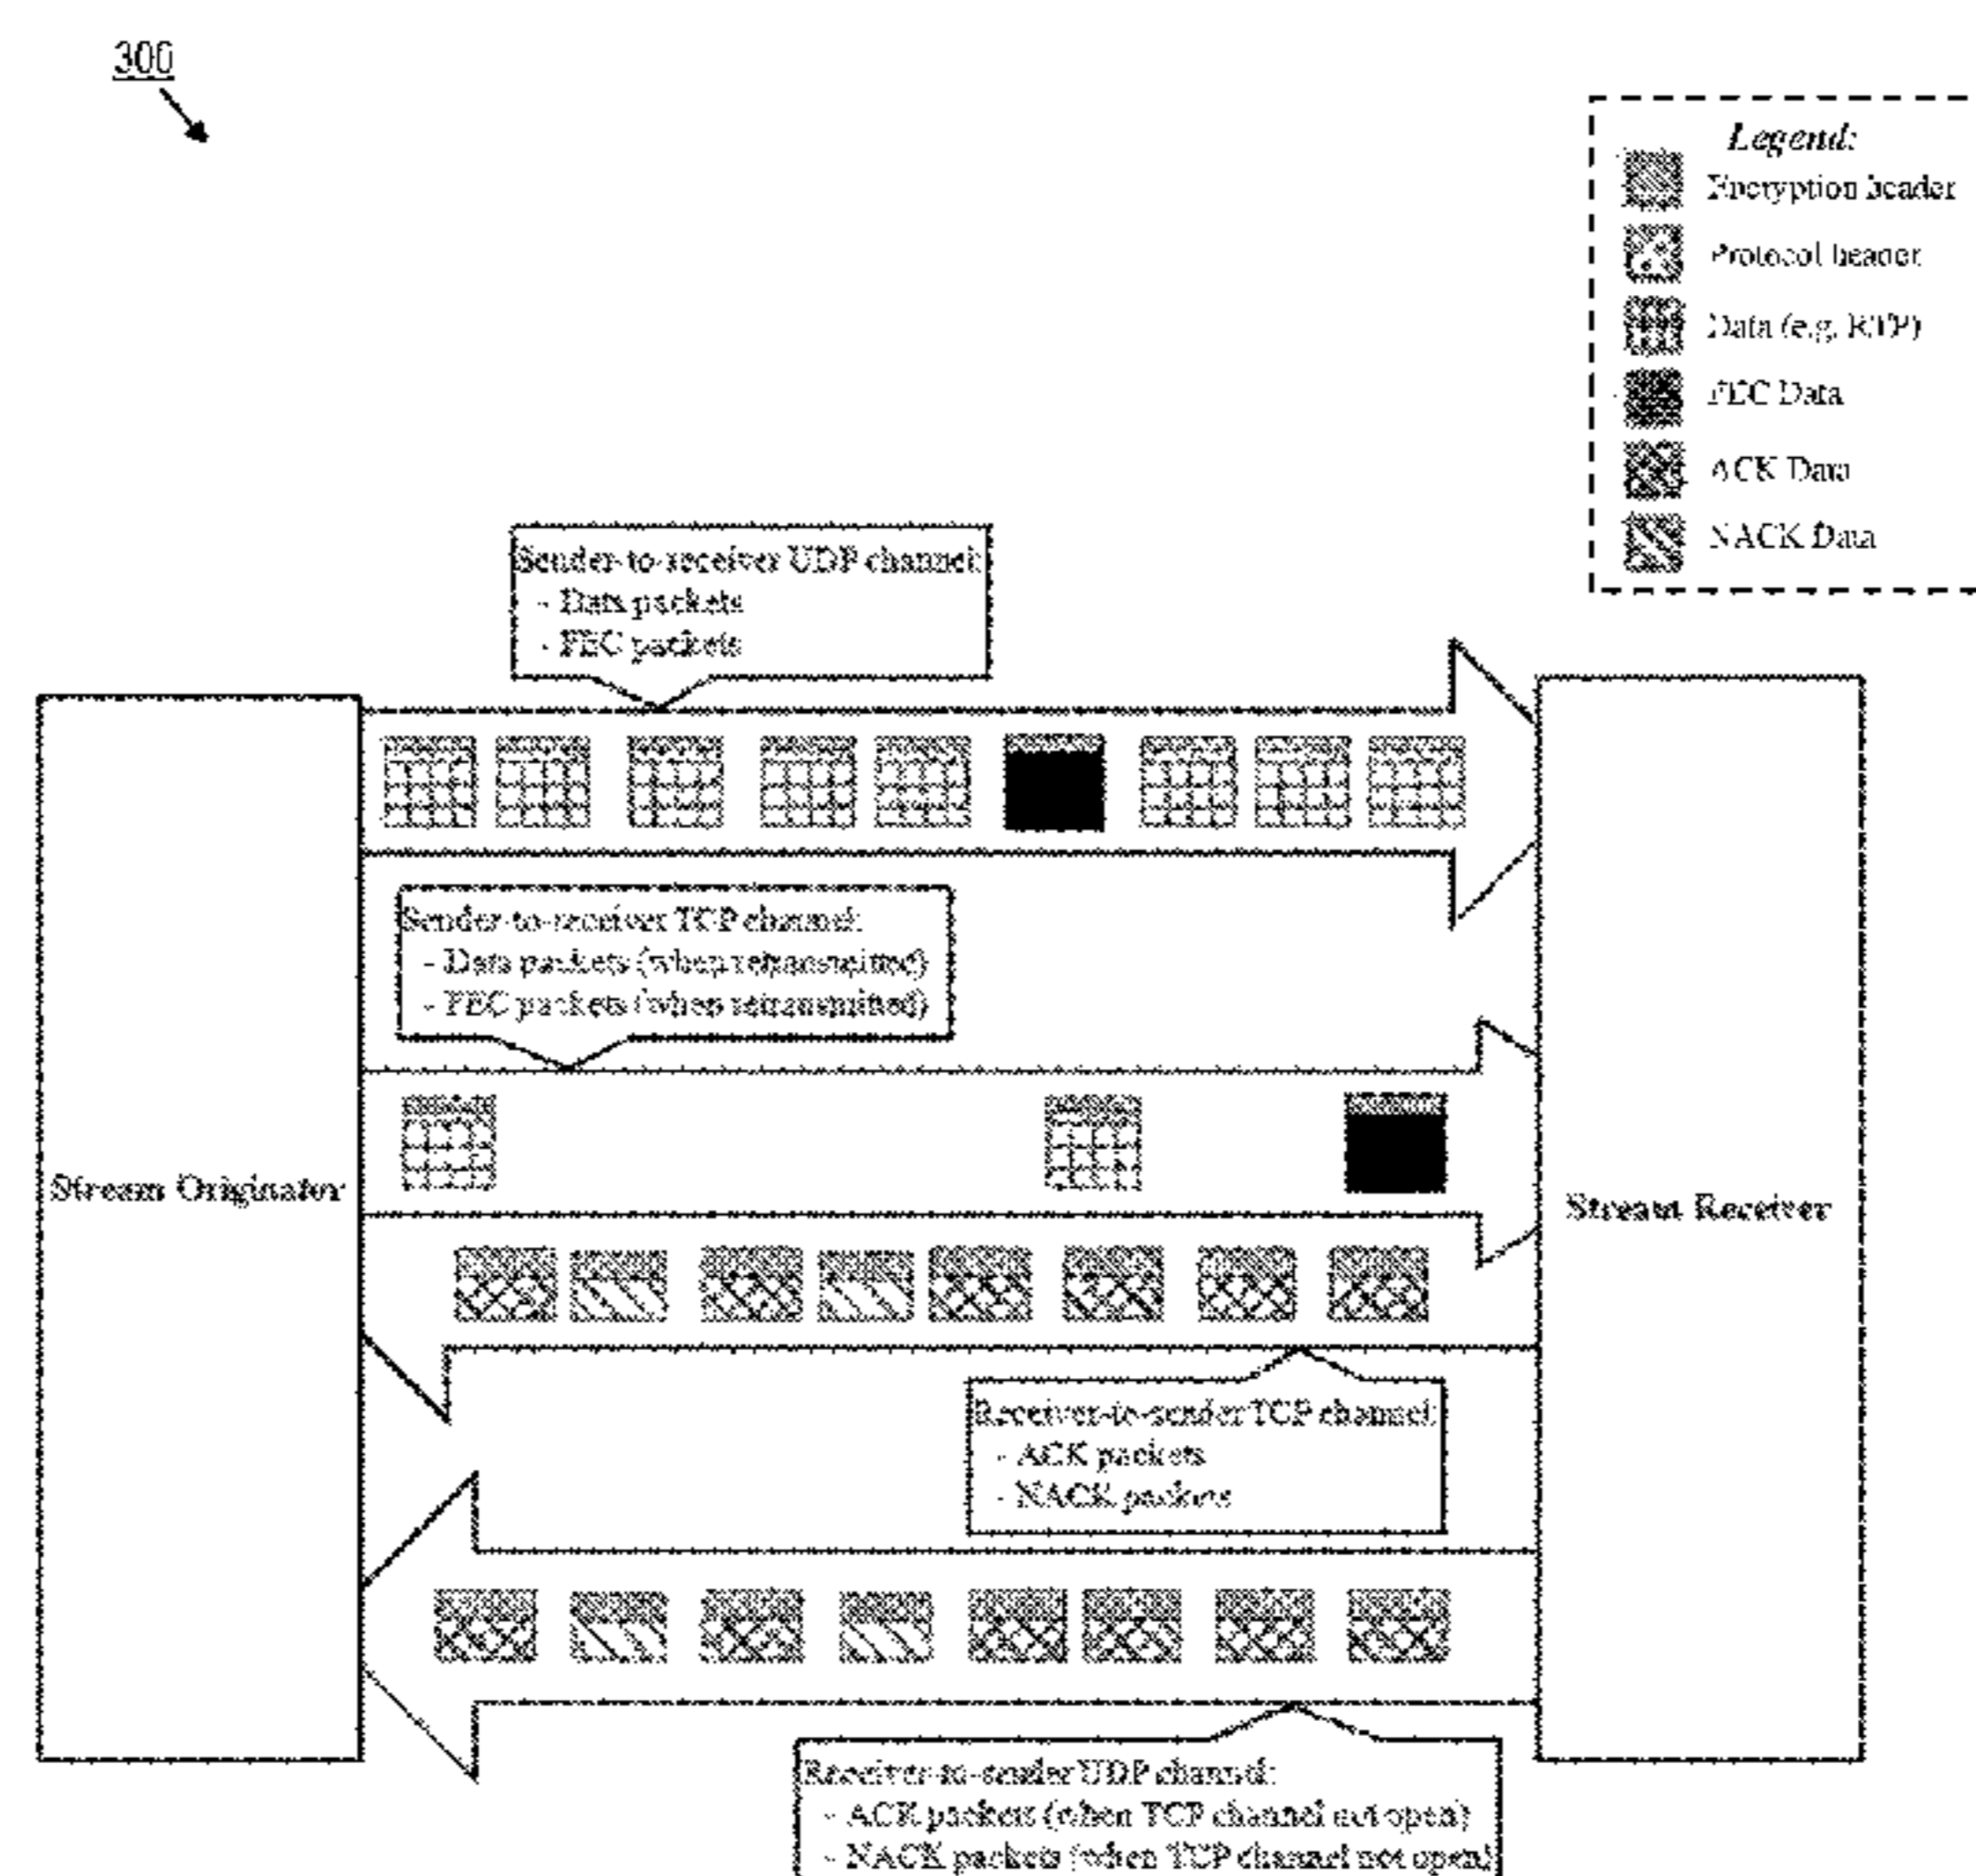 300
Legend:
Encryption header
Protocol header
Data (e.g. RTP)
FEC Data
ACK Data
NACK Data
Sender-to-receiver UDP channel:
- Data packets
- FEC packets
Sender-to-receiver TCP channel:
- Data packets (when retransmitted)
- FEC packets (when retransmitted)
Stream Originator
Stream Receiver
Receiver-to-sender TCP channel:
- ACK packets
- NACK packets
Receiver-to-sender UDP channel:
- ACK packets (when TCP channel not open)
- NACK packets (when TCP channel not open)